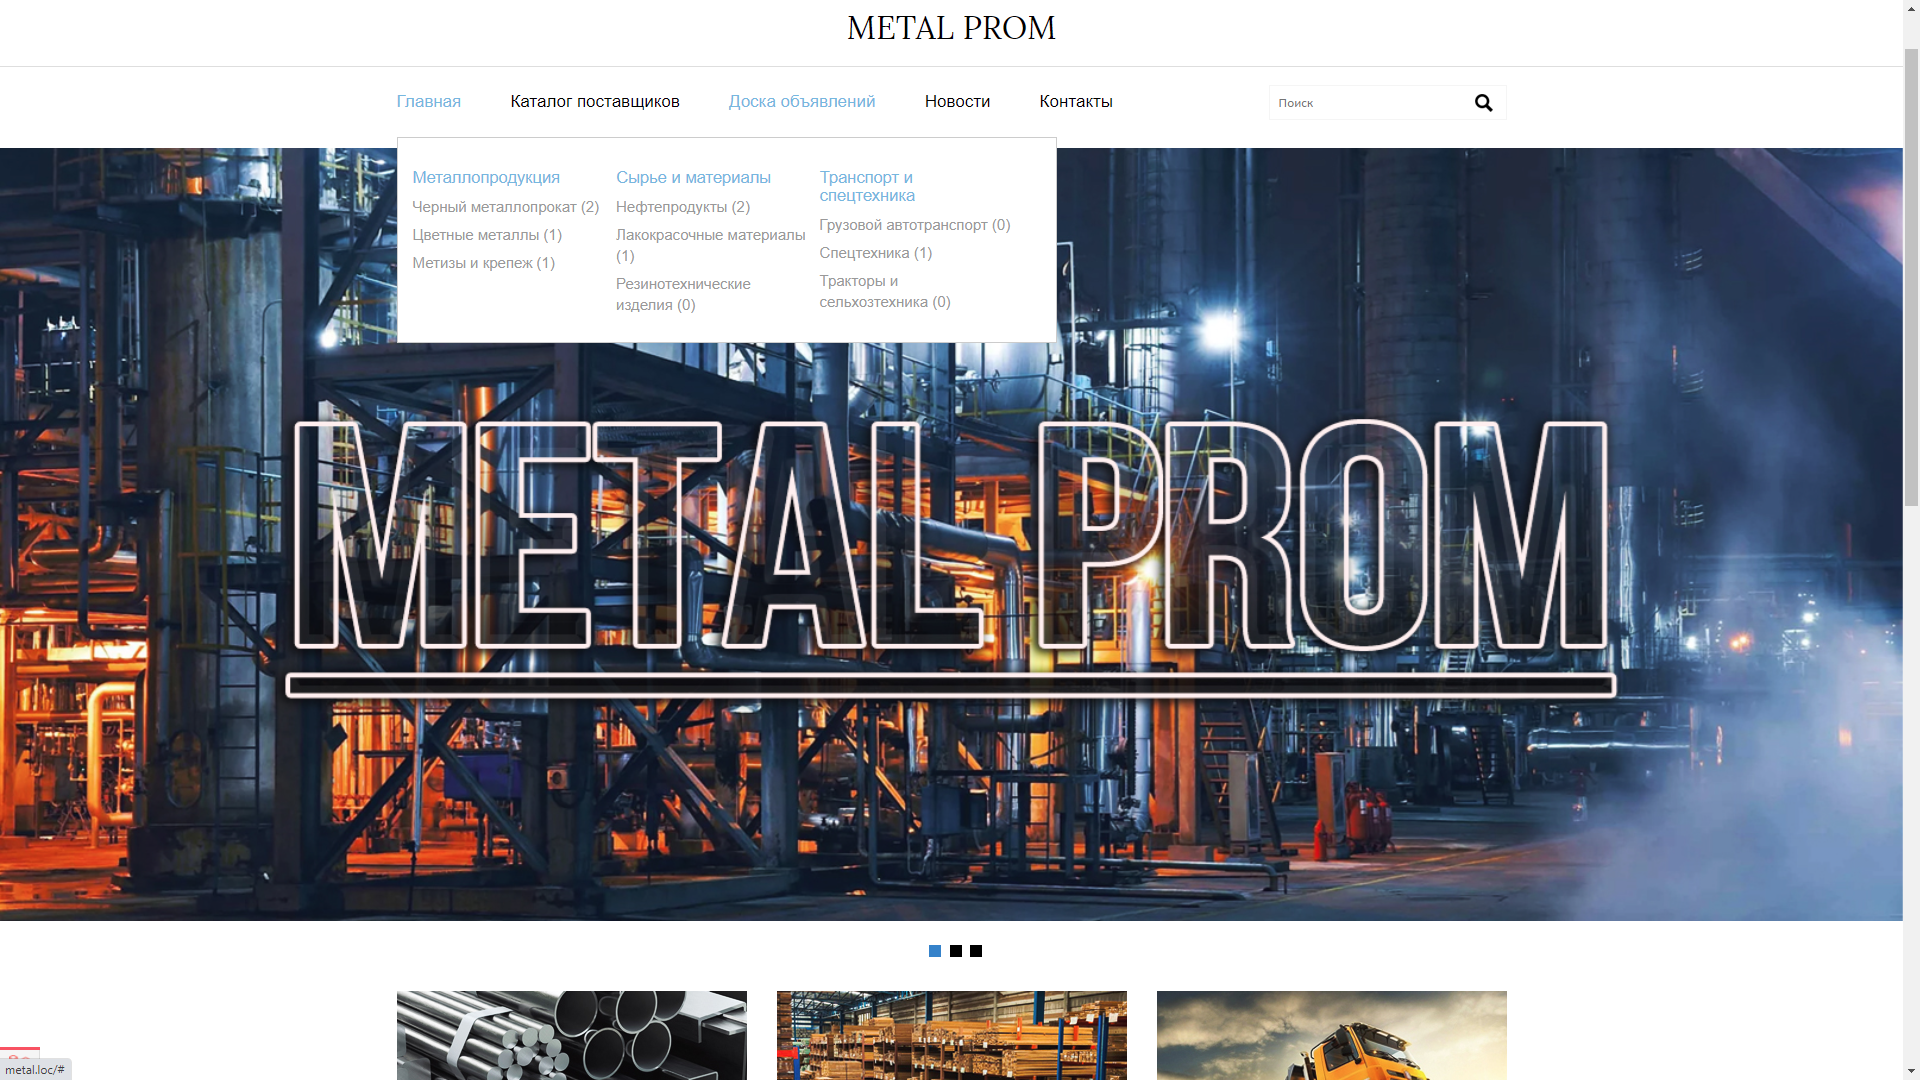 METAL PROM
Главная
Каталог поставщиков
Доска объявлений
Новости
Контакты
Поиск
Металлопродукция
Черный металлопрокат (2)
Цветные металлы (1)
Метизы и крепеж (1)
Сырье и материалы
Нефтепродукты (2)
Лакокрасочные материалы
(1)
Резинотехнические
изделия (0)
Транспорт и
спецтехника
Грузовой автотранспорт (0)
Спецтехника (1)
Тракторы и
сельхозтехника (0)
METAL PROM
metal.loc/#